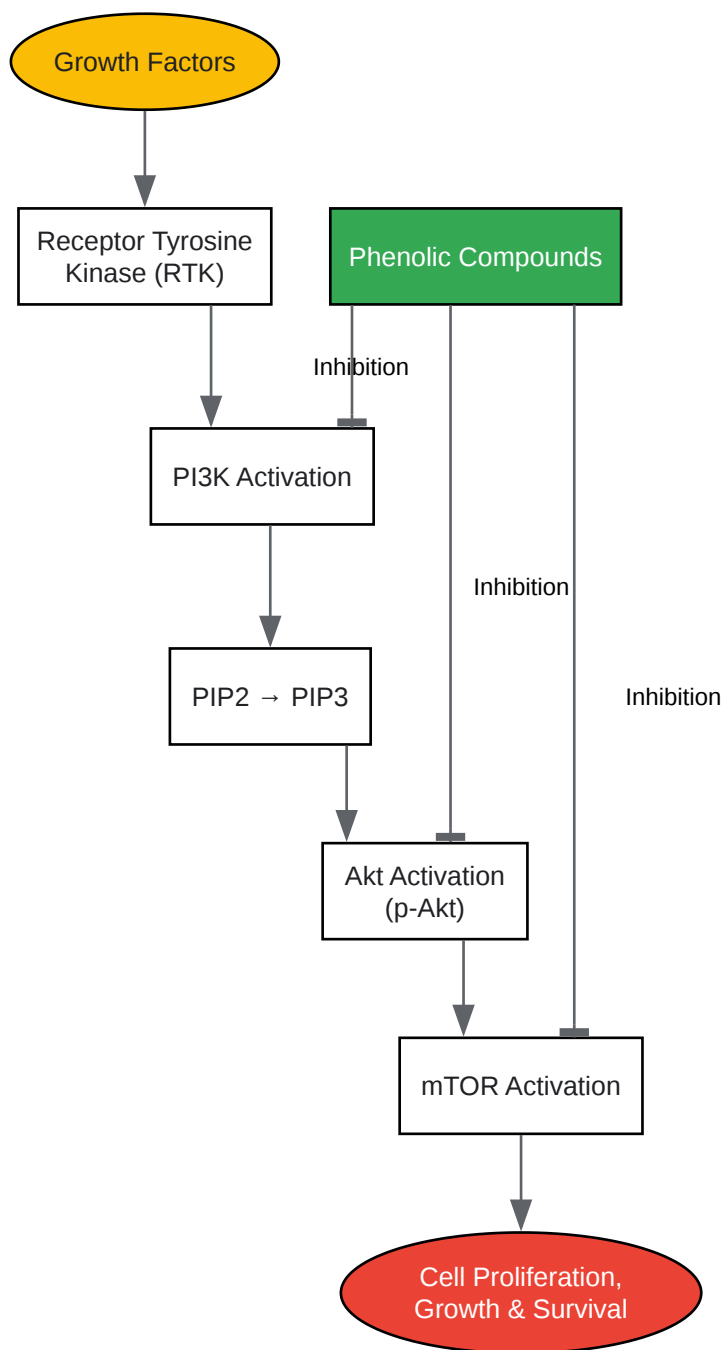 Growth Factors
Receptor Tyrosine
Kinase (RTK)
Phenolic Compounds
Inhibition
PI3K Activation
Inhibition
PIP2 → PIP3
Inhibition
Akt Activation
(p-Akt)
mTOR Activation
Cell Proliferation,
Growth & Survival